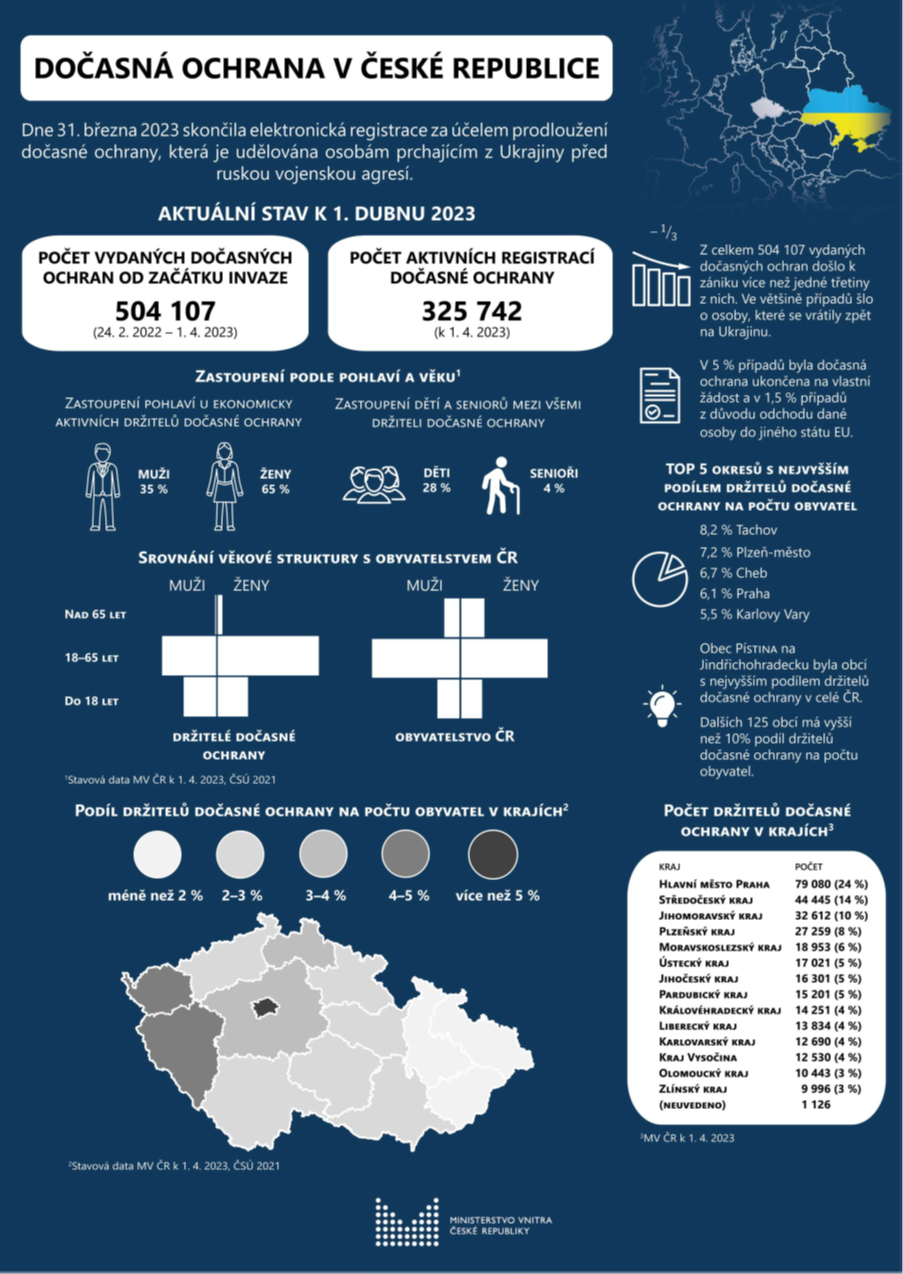 DOČASNÁ OCHRANA V ČESKÉ REPUBLICE
Dne 31. března 2023 skončila elektronická registrace za účelem prodloužení
dočasné ochrany, která je udělována osobám prchajícím z Ukrajiny před
ruskou vojenskou agresí.
AKTUÁLNÍ STAV K 1. DUBNU 2023
POČET VYDANÝCH DOČASNÝCH
OCHRAN OD ZAČÁTKU INVAZE
504 107
(24. 2. 2022 – 1. 4. 2023)
POČET AKTIVNÍCH REGISTRACÍ
DOČASNÉ OCHRANY
325 742
(k 1. 4. 2023)
ZASTOUPENÍ PODLE POHLAVÍ A VĚKU¹
ZASTOUPENÍ POHLAVÍ U EKONOMICKY
AKTIVNÍCH DRŽITELŮ DOČASNÉ OCHRANY
MUŽI
35 %
ŽENY
65 %
ZASTOUPENÍ DĚTÍ A SENIORŮ MEZI VŠEMI
DRŽITELI DOČASNÉ OCHRANY
DĚTI
28 %
SENIOŘI
4 %
SROVNÁNÍ VĚKOVÉ STRUKTURY S OBYVATELSTVEM ČR
MUŽI ŽENY
MUŽI ŽENY
NAD 65 LET
18–65 LET
DO 18 LET
DRŽITELÉ DOČASNÉ
OCHRANY
OBYVATELSTVO ČR
¹Stavová data MV ČR k 1. 4. 2023, ČSÚ 2021
PODÍL DRŽITELŮ DOČASNÉ OCHRANY NA POČTU OBYVATEL V KRAJÍCH²
méně než 2 % 2–3 % 3–4 % 4–5 % více než 5 %
²Stavová data MV ČR k 1. 4. 2023, ČSÚ 2021
– 1/3
Z celkem 504 107 vydaných
dočasných ochran došlo k
zániku více než jedné třetiny
z nich. Ve většině případů šlo
o osoby, které se vrátily zpět
na Ukrajinu.
V 5 % případů byla dočasná
ochrana ukončena na vlastní
žádost a v 1,5 % případů
z důvodu odchodu dané
osoby do jiného státu EU.
TOP 5 OKRESŮ S NEJVYŠŠÍM
PODÍLEM DRŽITELŮ DOČASNÉ
OCHRANY NA POČTU OBYVATEL
8,2 % Tachov
7,2 % Plzeň-město
6,7 % Cheb
6,1 % Praha
5,5 % Karlovy Vary
Obec PÍSTINA na
Jindřichohradecku byla obcí
s nejvyšším podílem držitelů
dočasné ochrany v celé ČR.
Dalších 125 obcí má vyšší
než 10% podíl držitelů
dočasné ochrany na počtu
obyvatel.
POČET DRŽITELŮ DOČASNÉ
OCHRANY V KRAJÍCH³
KRAJ POČET
HLAVNÍ MĚSTO PRAHA 79 080 (24 %)
STŘEDOČESKÝ KRAJ 44 445 (14 %)
JIHOMORAVSKÝ KRAJ 32 612 (10 %)
PLZEŇSKÝ KRAJ 27 259 (8 %)
MORAVSKOSLEZSKÝ KRAJ 18 953 (6 %)
ÚSTECKÝ KRAJ 17 021 (5 %)
JIHOČESKÝ KRAJ 16 301 (5 %)
PARDUBICKÝ KRAJ 15 201 (5 %)
KRÁLOVÉHRADECKÝ KRAJ 14 251 (4 %)
LIBERECKÝ KRAJ 13 834 (4 %)
KARLOVARSKÝ KRAJ 12 690 (4 %)
KRAJ VYSOČINA 12 530 (4 %)
OLOMOUCKÝ KRAJ 10 443 (3 %)
ZLÍNSKÝ KRAJ 9 996 (3 %)
(NEUVEDENO) 1 126
³MV ČR k 1. 4. 2023
MINISTERSTVO VNITRA
ČESKÉ REPUBLIKY